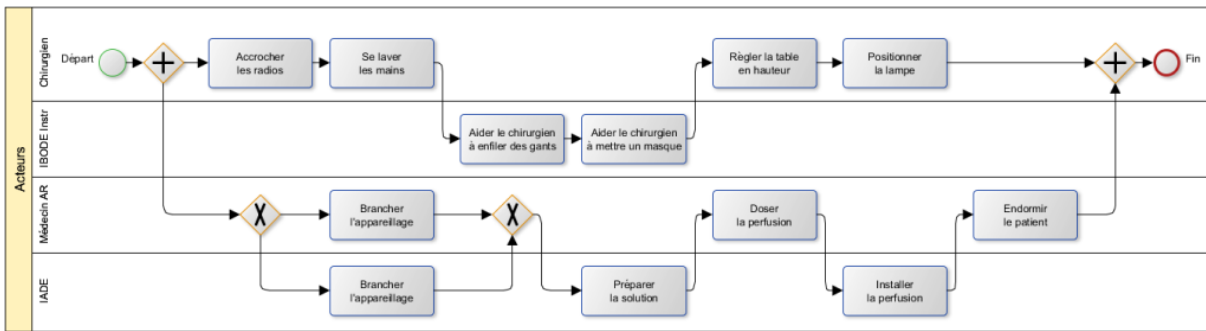 Acteurs
Chirurgien
Départ
Accrocher
les radios
Se laver
les mains
Règler la table
en hauteur
Positionner
la lampe
Fin
IBODE Instr
Aider le chirurgien
à enfiler des gants
Aider le chirurgien
à mettre un masque
Médecin AR
X
Brancher
l'appareillage
X
Doser
la perfusion
Endormir
le patient
IADE
Brancher
l'appareillage
Préparer
la solution
Installer
la perfusion